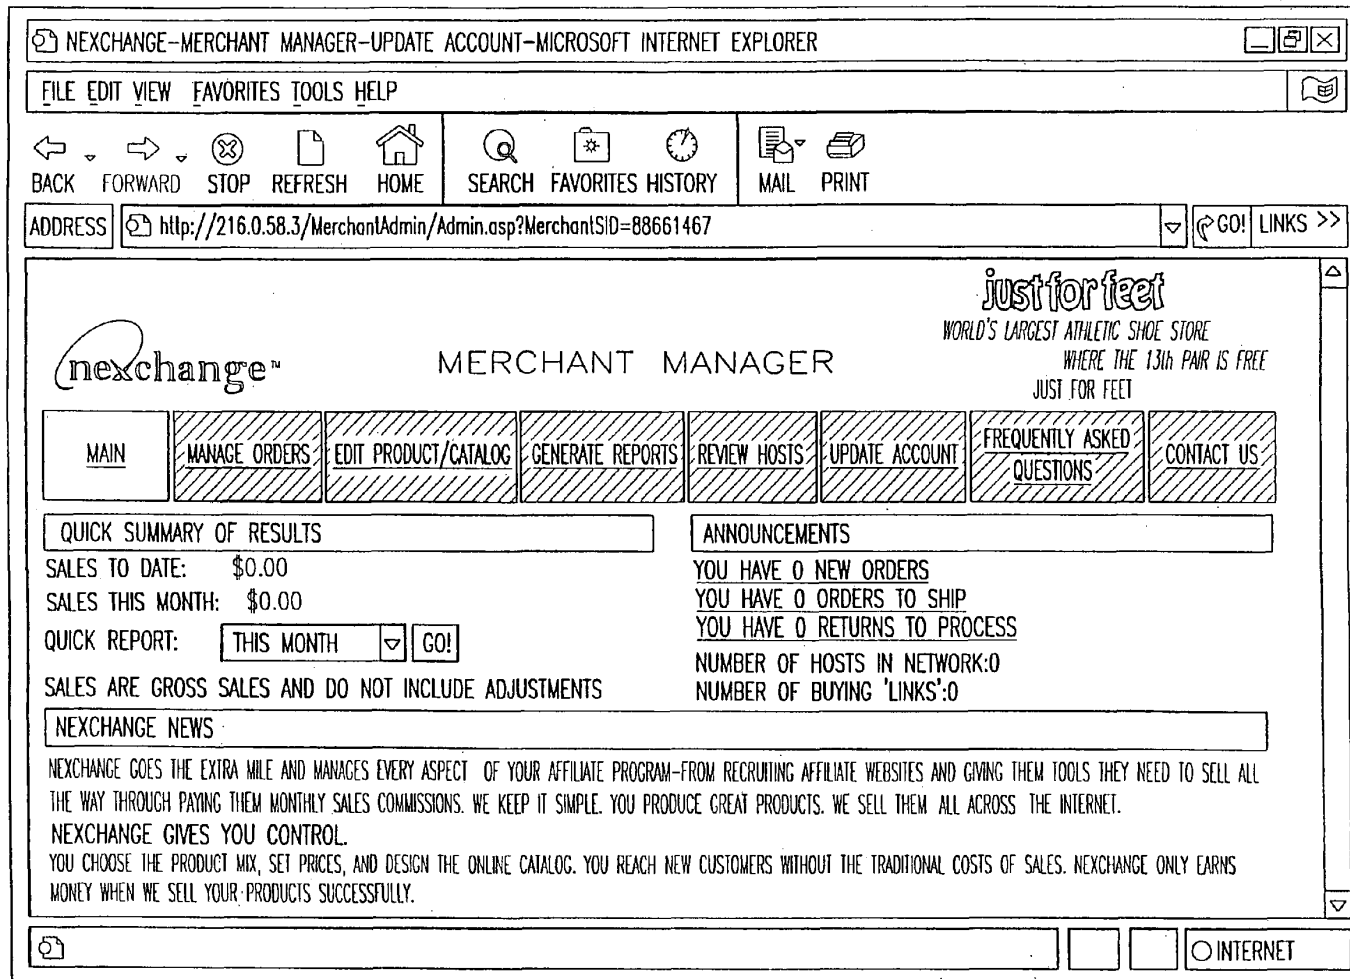 NEXCHANGE-MERCHANT MANAGER-UPDATE ACCOUNT-MICROSOFT INTERNET EXPLORER
FILE EDIT VIEW FAVORITES TOOLS HELP
BACK FORWARD STOP REFRESH HOME SEARCH FAVORITES HISTORY MAIL PRINT
ADDRESS http://216.0.58.3/MerchantAdmin/Admin.asp?MerchantSID=88661467 GO! LINKS >>
just for feet
WORLD'S LARGEST ATHLETIC SHOE STORE
WHERE THE 13th PAIR IS FREE
JUST FOR FEET
nexchange™ MERCHANT MANAGER
MAIN MANAGE ORDERS EDIT PRODUCT/CATALOG GENERATE REPORTS REVIEW HOSTS UPDATE ACCOUNT FREQUENTLY ASKED QUESTIONS CONTACT US
QUICK SUMMARY OF RESULTS
SALES TO DATE: $0.00
SALES THIS MONTH: $0.00
QUICK REPORT: THIS MONTH GO!
SALES ARE GROSS SALES AND DO NOT INCLUDE ADJUSTMENTS
ANNOUNCEMENTS
YOU HAVE 0 NEW ORDERS
YOU HAVE 0 ORDERS TO SHIP
YOU HAVE 0 RETURNS TO PROCESS
NUMBER OF HOSTS IN NETWORK:0
NUMBER OF BUYING 'LINKS':0
NEXCHANGE NEWS
NEXCHANGE GOES THE EXTRA MILE AND MANAGES EVERY ASPECT OF YOUR AFFILIATE PROGRAM-FROM RECRUITING AFFILIATE WEBSITES AND GIVING THEM TOOLS THEY NEED TO SELL ALL
THE WAY THROUGH PAYING THEM MONTHLY SALES COMMISSIONS. WE KEEP IT SIMPLE. YOU PRODUCE GREAT PRODUCTS. WE SELL THEM ALL ACROSS THE INTERNET.
NEXCHANGE GIVES YOU CONTROL.
YOU CHOOSE THE PRODUCT MIX, SET PRICES, AND DESIGN THE ONLINE CATALOG. YOU REACH NEW CUSTOMERS WITHOUT THE TRADITIONAL COSTS OF SALES. NEXCHANGE ONLY EARNS
MONEY WHEN WE SELL YOUR PRODUCTS SUCCESSFULLY.
INTERNET